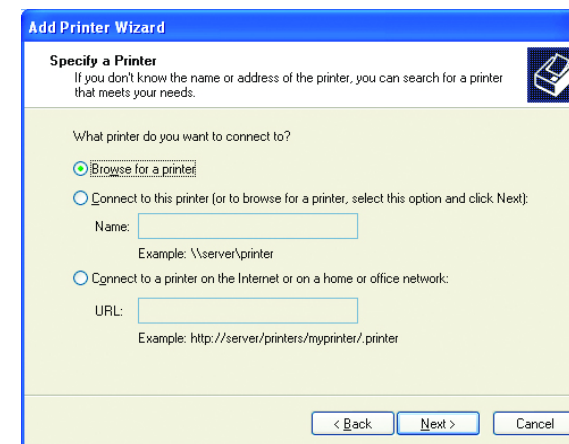 Add Printer Wizard
Specify a Printer
If you don't know the name or address of the printer, you can search for a printer
that meets your needs.
What printer do you want to connect to?
Browse for a printer
Connect to this printer (or to browse for a printer, select this option and click Next):
Name:
Example: \\server\printer
Connect to a printer on the Internet or on a home or office network:
URL:
Example: http://server/printers/myprinter/.printer
< Back Next > Cancel